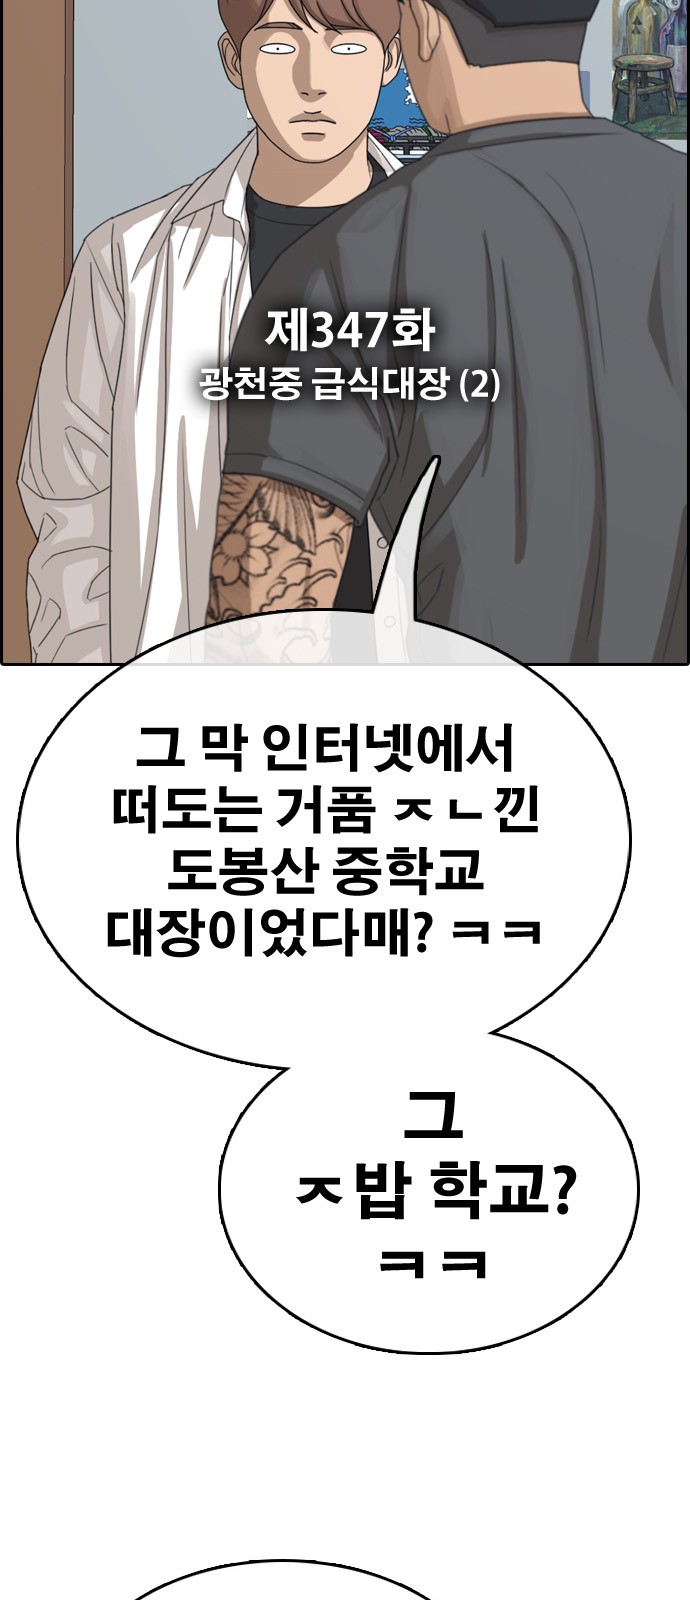 제347화
광천중 급식대장 (2)
그 막 인터넷에서
떠도는 거품 ㅈㄴ낀
도봉산 중학교
대장이었다매? ㅋㅋ
그
ㅈ밥 학교?
ㅋㅋ